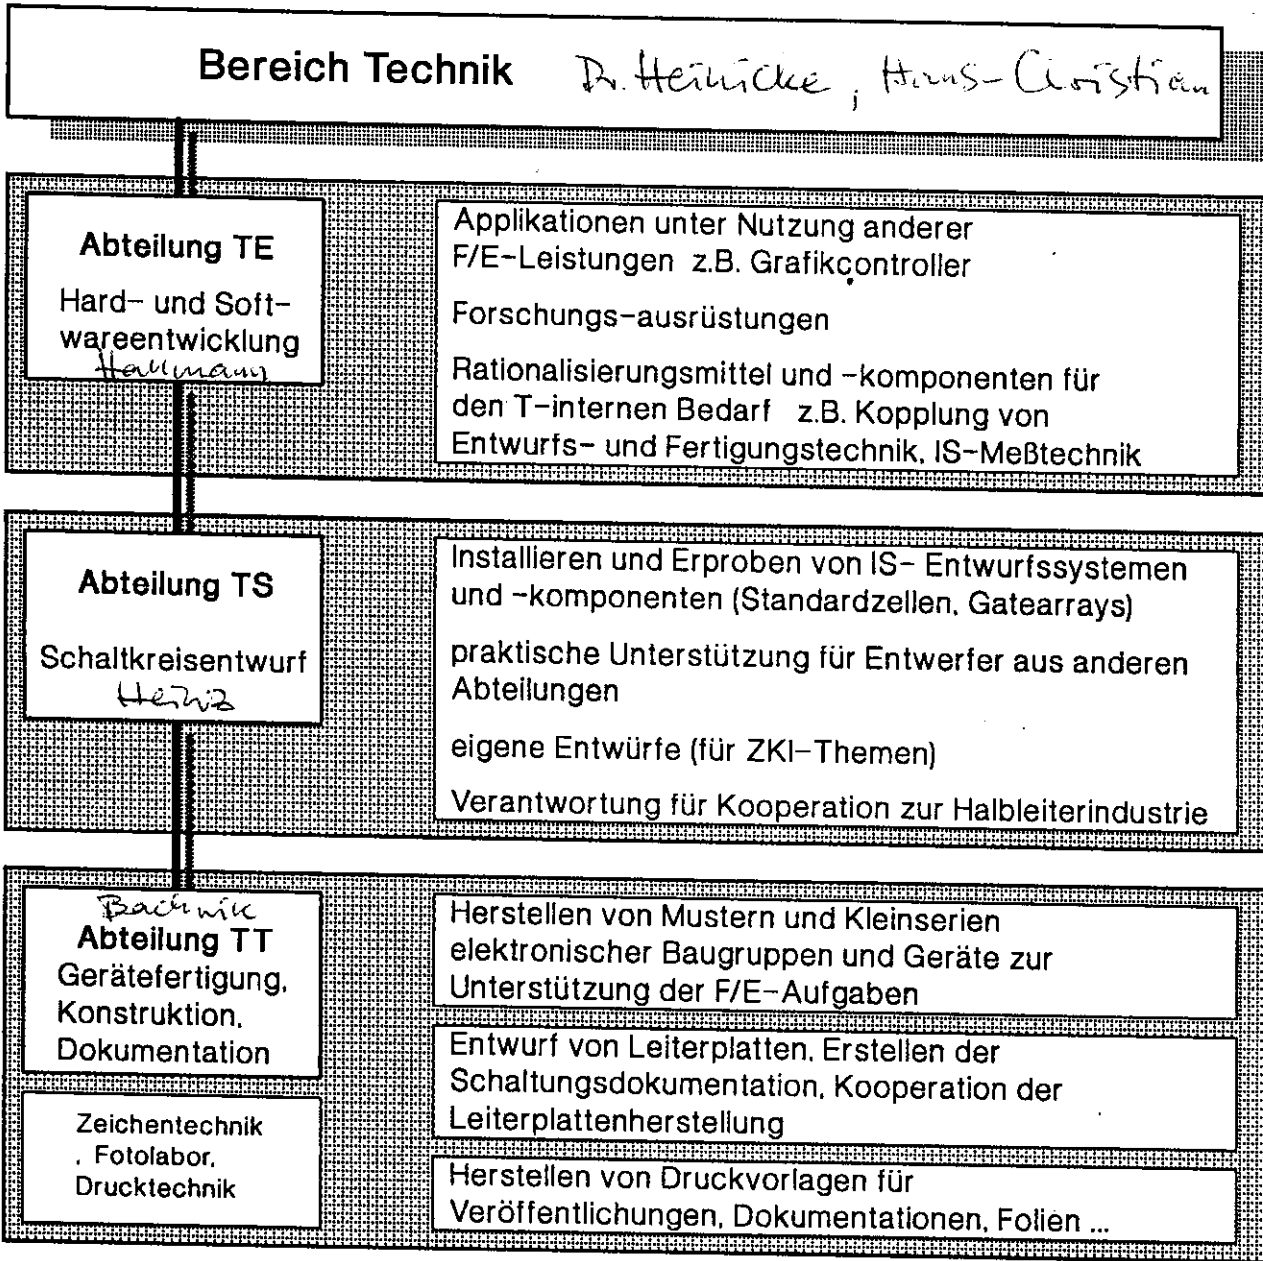 Bereich Technik Dr. Heinicke, Hans-Christian
Abteilung TE
Hard- und Soft-
wareentwicklung
Applikationen unter Nutzung anderer
F/E-Leistungen z.B. Grafikcontroller
Forschungs-ausrüstungen
Rationalisierungsmittel und -komponenten für
den T-internen Bedarf z.B. Kopplung von
Entwurfs- und Fertigungstechnik, IS-Meßtechnik
Abteilung TS
Schaltkreisentwurf
Heinz
Installieren und Erproben von IS- Entwurfssystemen
und -komponenten (Standardzellen, Gatearrays)
praktische Unterstützung für Entwerfer aus anderen
Abteilungen
eigene Entwürfe (für ZKI-Themen)
Verantwortung für Kooperation zur Halbleiterindustrie
Abteilung TT
Gerätefertigung,
Konstruktion,
Dokumentation
Zeichentechnik
, Fotolabor,
Drucktechnik
Herstellen von Mustern und Kleinserien
elektronischer Baugruppen und Geräte zur
Unterstützung der F/E-Aufgaben
Entwurf von Leiterplatten, Erstellen der
Schaltungsdokumentation, Kooperation der
Leiterplattenherstellung
Herstellen von Druckvorlagen für
Veröffentlichungen, Dokumentationen, Folien ...